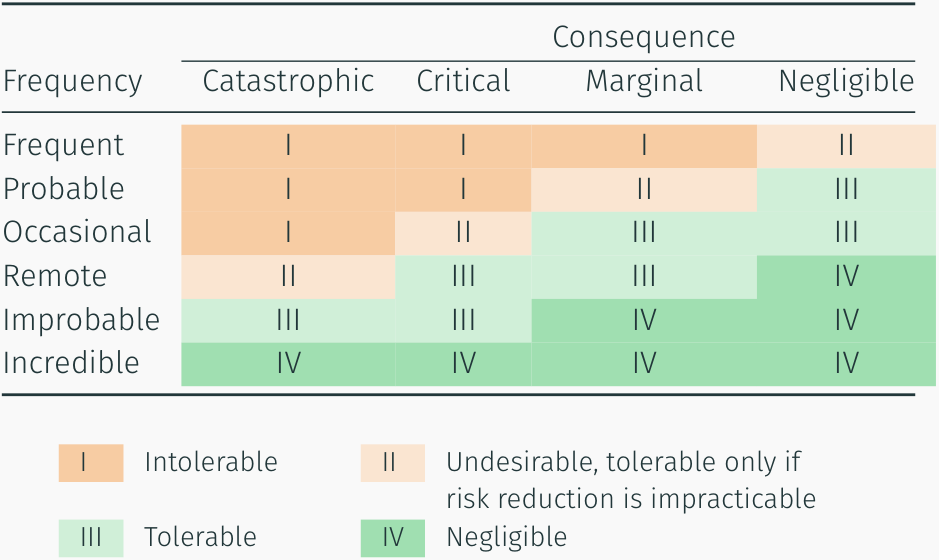 Consequence
Frequency Catastrophic Critical Marginal Negligible
Frequent I I I II
Probable I I II III
Occasional I II III III
Remote II III III IV
Improbable III III IV IV
Incredible IV IV IV IV
I Intolerable II Undesirable, tolerable only if
risk reduction is impracticable
III Tolerable IV Negligible